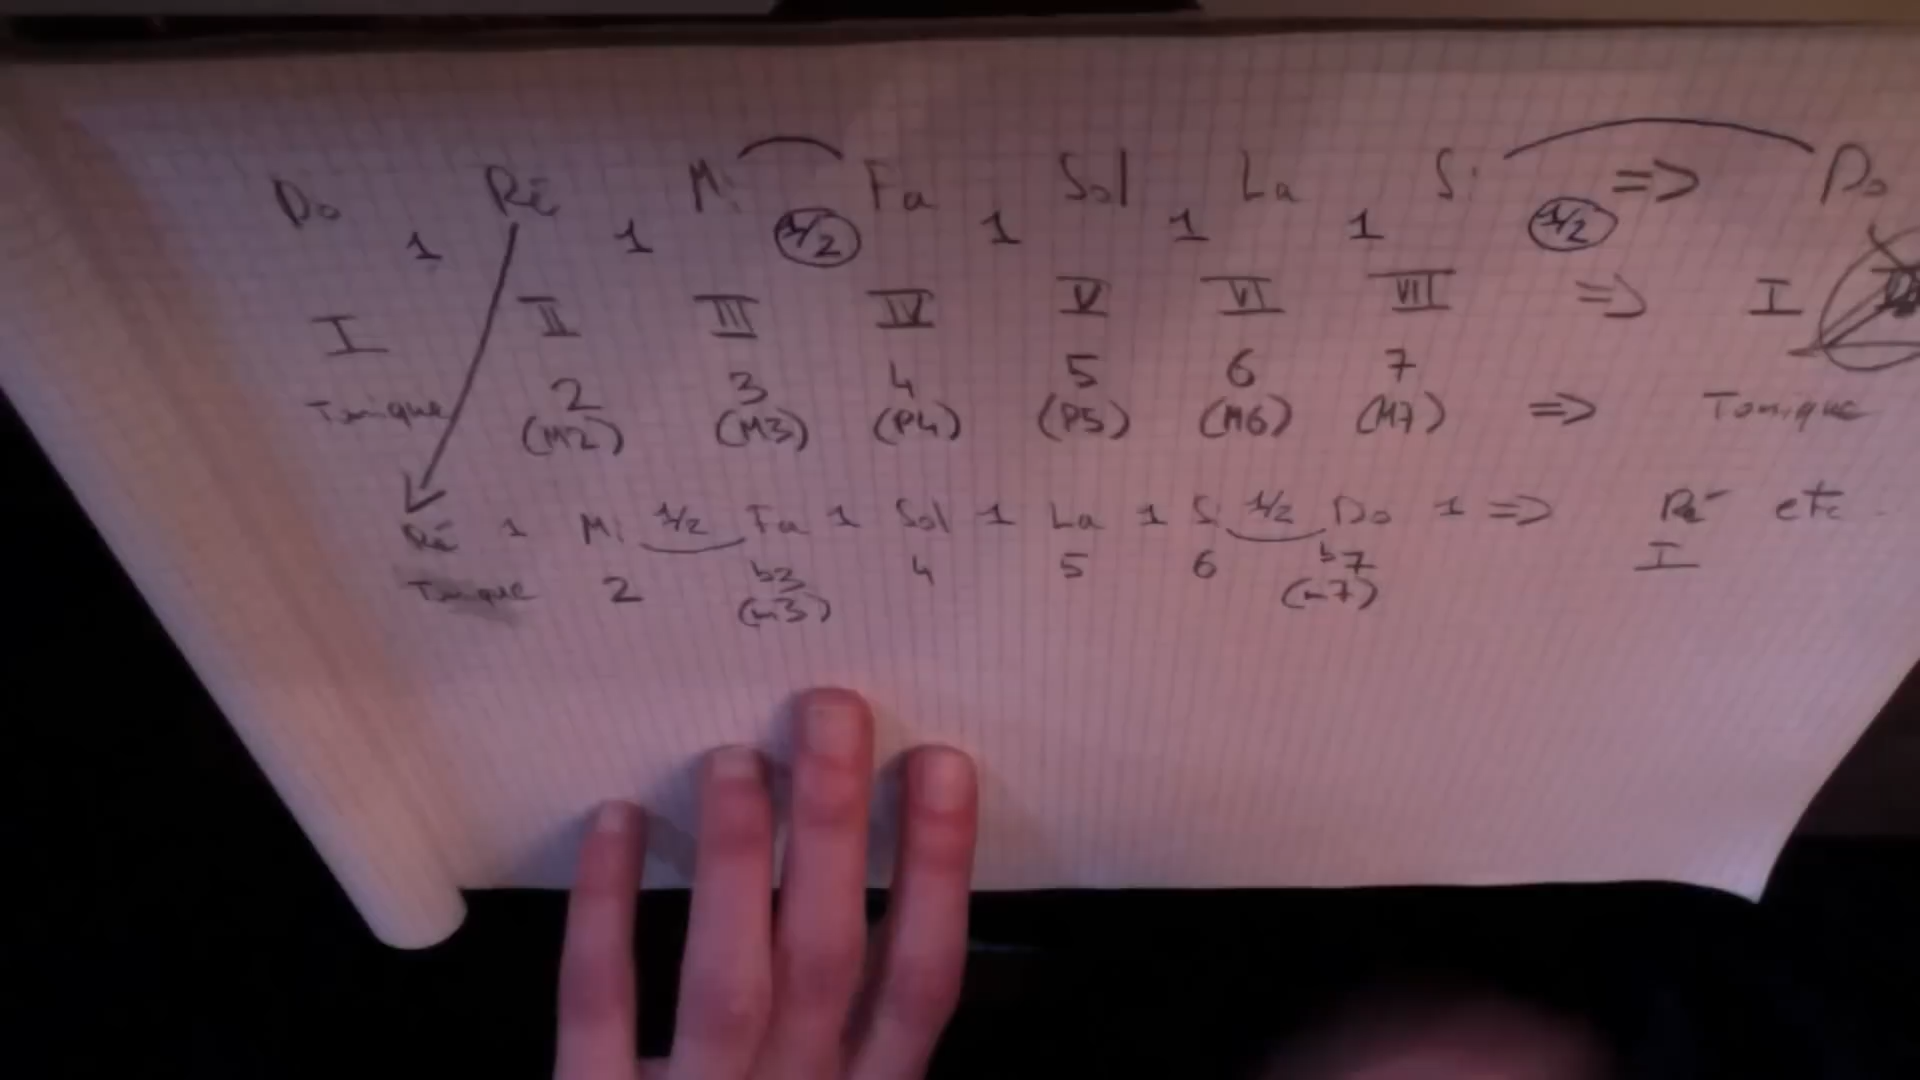 Do Ré Mi Fa Sol La Si => Do
1 1 1/2 1 1 1 1/2
I II III IV V VI VII => I
Tonique 2 3 4 5 6 7 => Tonique
(M2) (M3) (P4) (P5) (M6) (M7)
Ré 1 Mi 1/2 Fa 1 Sol 1 La 1 Si 1/2 Do 1 => Ré etc.
Tonique 2 b3 4 5 6 b7 I
(m3) (m7)